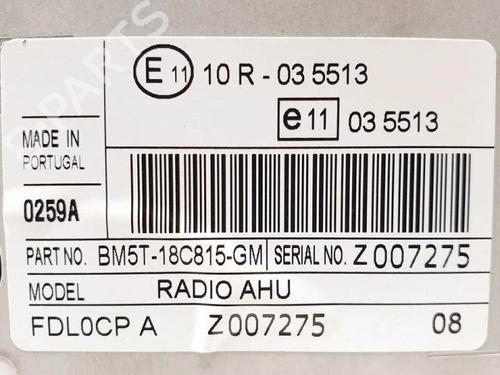 E 11 10 R - 03 5513
e 11 03 5513
MADE IN
PORTUGAL
0259A
PART NO. BM5T-18C815-GM SERIAL NO. Z 007275
MODEL RADIO AHU
FDL0CP A Z007275 08